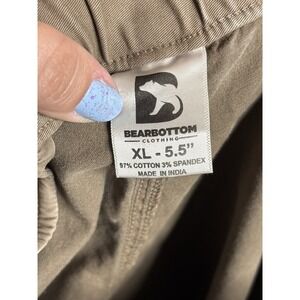 BEARBOTTOM
CLOTHING
XL - 5.5"
97% COTTON 3% SPANDEX
MADE IN INDIA